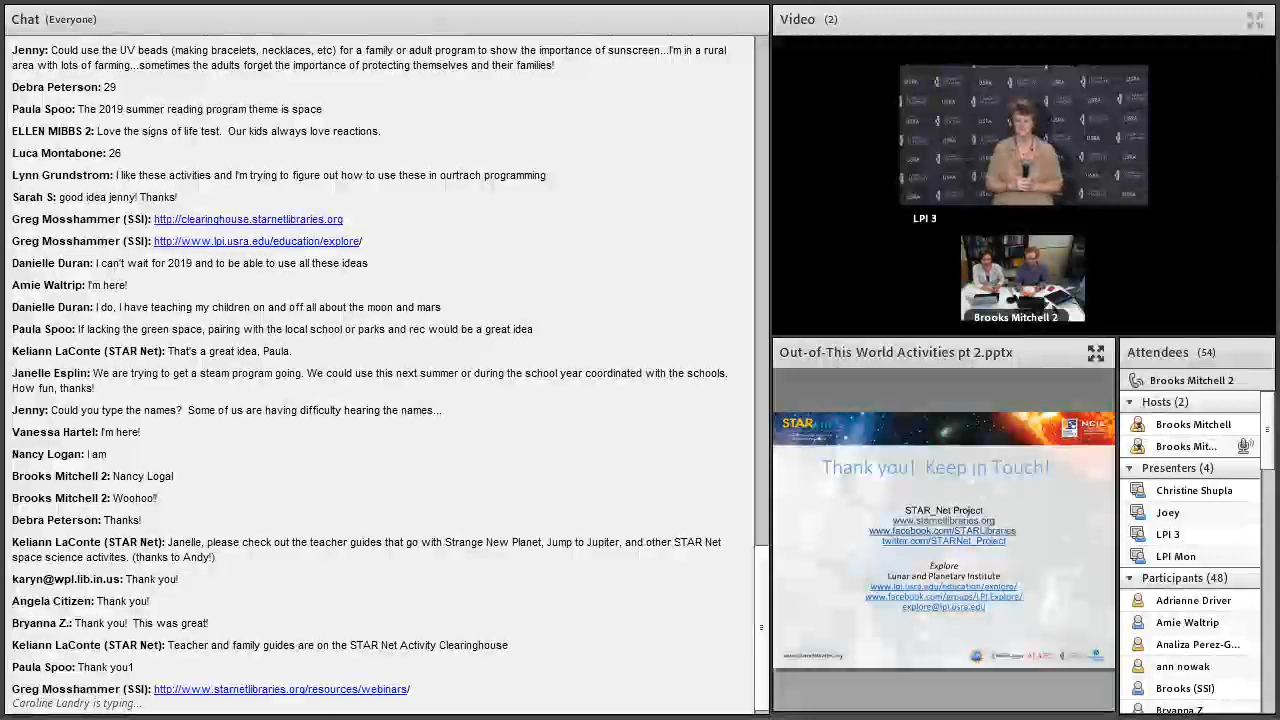 Chat (Everyone)
Jenny: Could use the UV beads (making bracelets, necklaces, etc) for a family or adult program to show the importance of sunscreen...I'm in a rural
area with lots of farming...sometimes the adults forget the importance of protecting themselves and their families!
Debra Peterson: 29
Paula Spoo: The 2019 summer reading program theme is space
ELLEN MIBBS 2: Love the signs of life test. Our kids always love reactions.
Luca Montabone: 26
Lynn Grundstrom: I like these activities and I'm trying to figure out how to use these in ourtrach programming
Sarah S: good idea jenny! Thanks!
Greg Mosshammer (SSI): http://clearinghouse.starnetlibraries.org
Greg Mosshammer (SSI): http://www.lpi.usra.edu/education/explore/
Danielle Duran: I can't wait for 2019 and to be able to use all these ideas
Amie Waltrip: I'm here!
Danielle Duran: I do, I have teaching my children on and off all about the moon and mars
Paula Spoo: If lacking the green space, pairing with the local school or parks and rec would be a great idea
Keliann LaConte (STAR Net): That's a great idea, Paula.
Janelle Esplin: We are trying to get a steam program going. We could use this next summer or during the school year coordinated with the schools.
How fun, thanks!
Jenny: Could you type the names? Some of us are having difficulty hearing the names...
Vanessa Hartel: I'm here!
Nancy Logan: I am
Brooks Mitchell 2: Nancy Logal
Brooks Mitchell 2: Woohoo!!
Debra Peterson: Thanks!
Keliann LaConte (STAR Net): James, there are teacher guides that go with Strange New Planet, Jump to Jupiter, and other STAR Net
space science activites. (thanks to Andy!)
karyn@wpl.lib.in.us: Thank you!
Angela Citizen: Thank you!
Bryanna Z.: Thank you! This was great!
Keliann LaConte (STAR Net): Teacher and family guides are on the STAR Net Activity Clearinghouse
Paula Spoo: Thank you1
Greg Mosshammer (SSI): http://www.starnetlibraries.org/resources/webinars/
Caroline Landry is typing...
Video (2)
USRA
LPI 3
Brooks Mitchell 2
Out-of-This World Activities pt 2.pptx
STAR
NCIL
Thank you! Keep in Touch!
STAR_Net Project
www.starnetlibraries.org
www.facebook.com/STARLibraries
twitter.com/STARNet_Project
Explore
Lunar and Planetary Institute
www.lpi.usra.edu/education/explore/
www.facebook.com/groups/LPI.Explore/
explore@lpi.usra.edu
www.starnetlibraries.org
Attendees (54)
Brooks Mitchell 2
Hosts (2)
Brooks Mitchell
Brooks Mit...
Presenters (4)
Christine Shupla
Joey
LPI 3
LPI Mon
Participants (48)
Adrianne Driver
Amie Waltrip
Analiza Perez-G...
ann nowak
Brooks (SSI)
Bryanna Z.